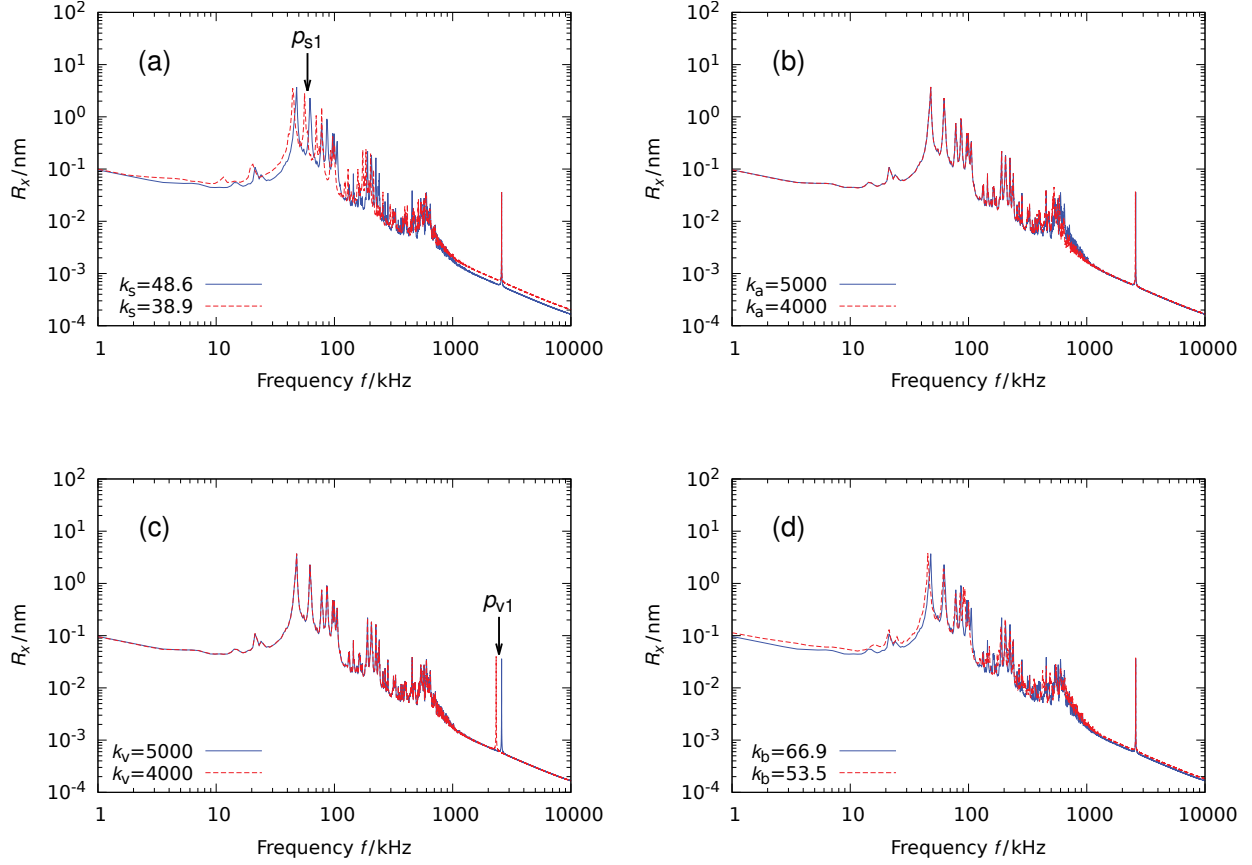 (a)
p_s1
R_x/nm
10^2
10^1
10^0
10^-1
10^-2
10^-3
10^-4
k_s=48.6
k_s=38.9
1 10 100 1000 10000
Frequency f/kHz
(b)
R_x/nm
10^2
10^1
10^0
10^-1
10^-2
10^-3
10^-4
k_a=5000
k_a=4000
1 10 100 1000 10000
Frequency f/kHz
(c)
p_v1
R_x/nm
10^2
10^1
10^0
10^-1
10^-2
10^-3
10^-4
k_v=5000
k_v=4000
1 10 100 1000 10000
Frequency f/kHz
(d)
R_x/nm
10^2
10^1
10^0
10^-1
10^-2
10^-3
10^-4
k_b=66.9
k_b=53.5
1 10 100 1000 10000
Frequency f/kHz